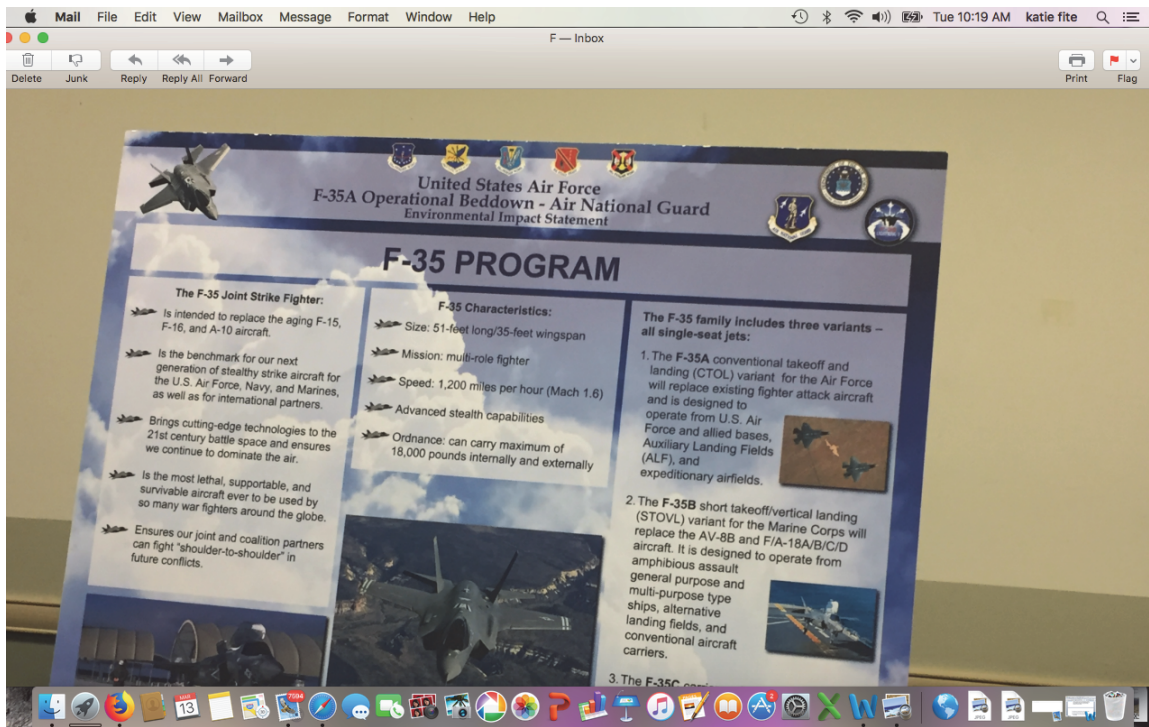 Mail File Edit View Mailbox Message Format Window Help
Tue 10:19 AM katie fite
F — Inbox
Delete Junk Reply Reply All Forward
Print Flag
United States Air Force
F-35A Operational Beddown - Air National Guard
Environmental Impact Statement
F-35 PROGRAM
The F-35 Joint Strike Fighter:
Is intended to replace the aging F-15,
F-16, and A-10 aircraft.
Is the benchmark for our next
generation of stealthy strike aircraft for
the U.S. Air Force, Navy, and Marines,
as well as for international partners.
Brings cutting-edge technologies to the
21st century battle space and ensures
we continue to dominate the air.
Is the most lethal, supportable, and
survivable aircraft ever to be used by
so many war fighters around the globe.
Ensures our joint and coalition partners
can fight “shoulder-to-shoulder” in
future conflicts.
F-35 Characteristics:
Size: 51-feet long/35-feet wingspan
Mission: multi-role fighter
Speed: 1,200 miles per hour (Mach 1.6)
Advanced stealth capabilities
Ordnance: can carry maximum of
18,000 pounds internally and externally
The F-35 family includes three variants –
all single-seat jets:
1. The F-35A conventional takeoff and
landing (CTOL) variant for the Air Force
will replace existing fighter attack aircraft
and is designed to
operate from U.S. Air
Force and allied bases,
Auxiliary Landing Fields
(ALF), and
expeditionary airfields.
2. The F-35B short takeoff/vertical landing
(STOVL) variant for the Marine Corps will
replace the AV-8B and F/A-18A/B/C/D
aircraft. It is designed to operate from
amphibious assault
general purpose and
multi-purpose type
ships, alternative
landing fields, and
conventional aircraft
carriers.
3. The F-35C
MAR
13
7594
2
JPEG
JPEG